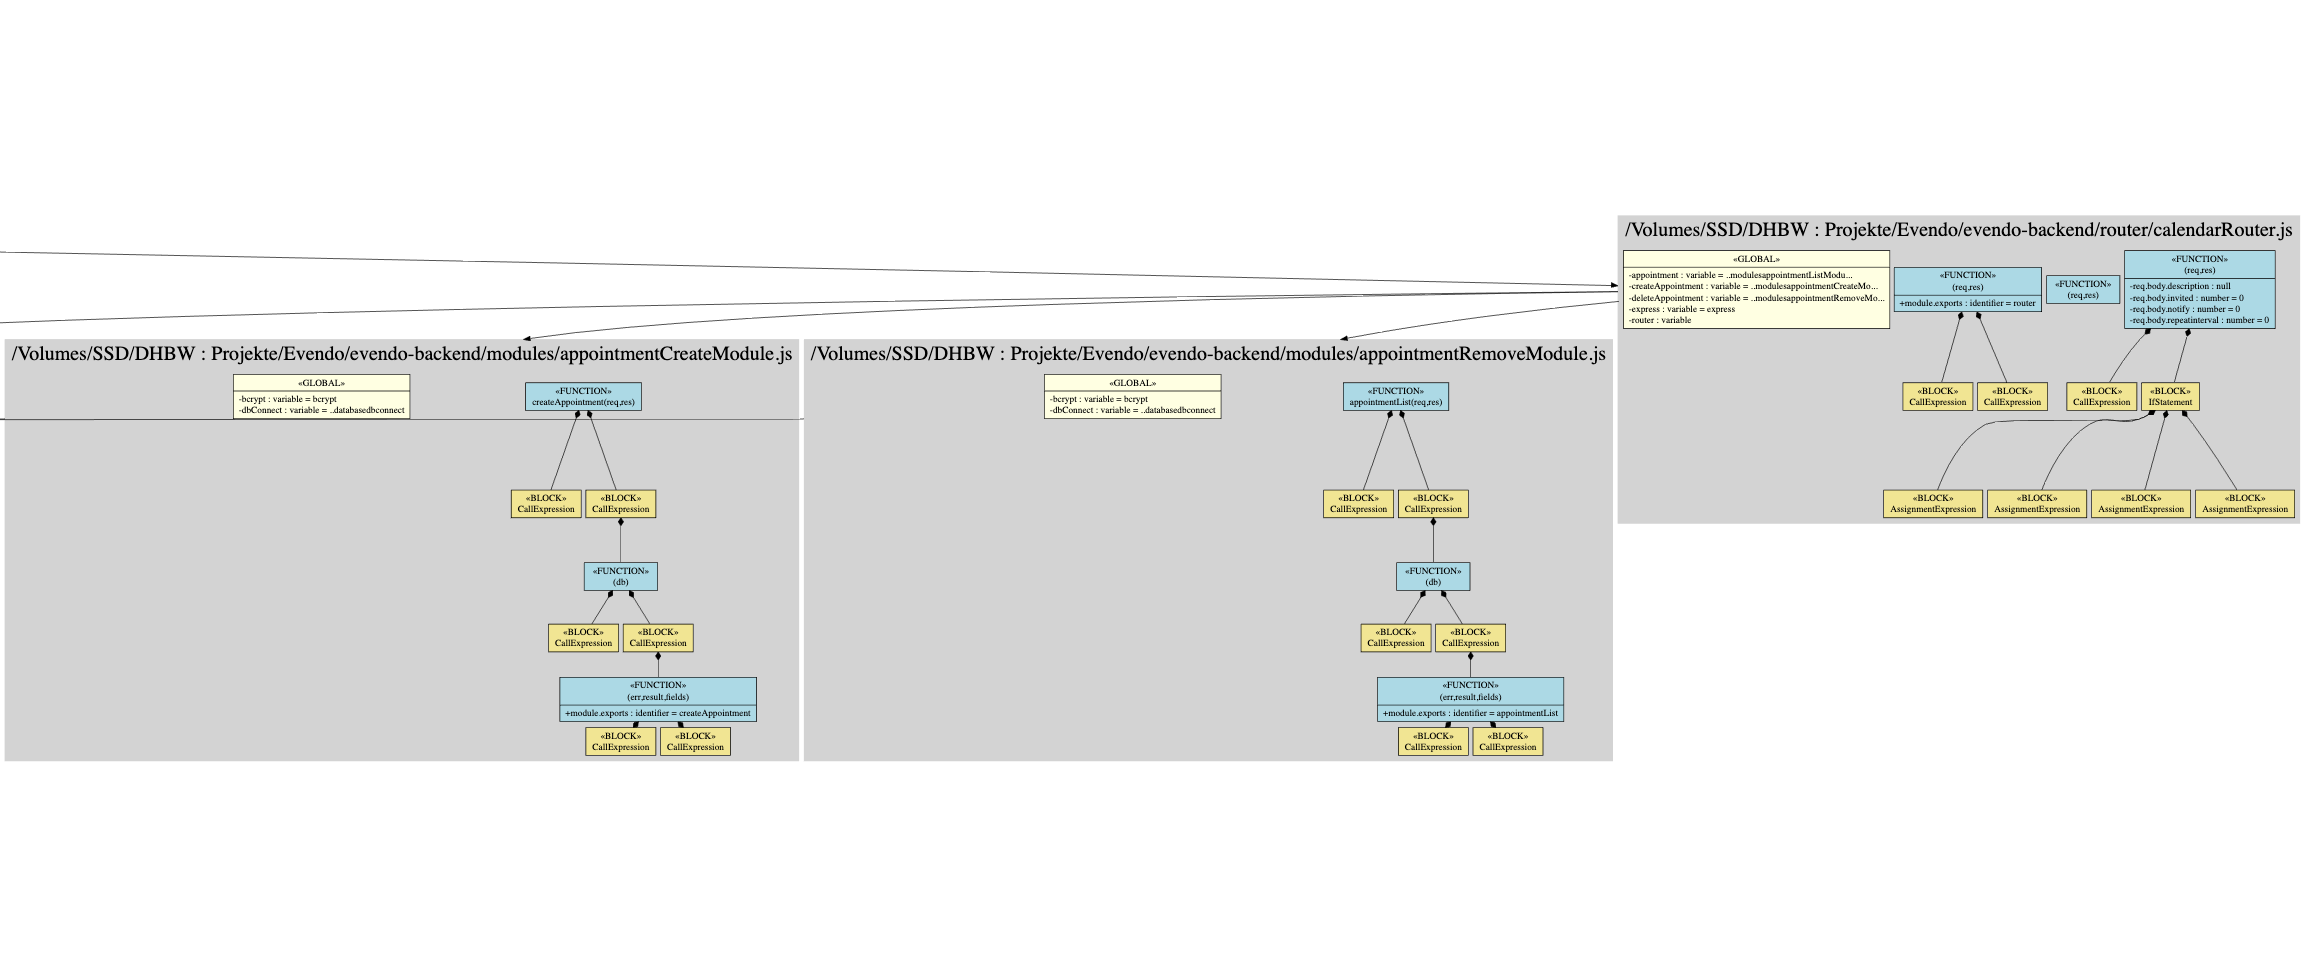 /Volumes/SSD/DHBW : Projekte/Evendo/evendo-backend/router/calendarRouter.js
«GLOBAL»
-appointment : variable = ..modulesappointmentListModu...
-createAppointment : variable = ..modulesappointmentCreateMo...
-deleteAppointment : variable = ..modulesappointmentRemoveMo...
-express : variable = express
-router : variable
«FUNCTION»
(req,res)
+module.exports : identifier = router
«FUNCTION»
(req,res)
«FUNCTION»
(req,res)
-req.body.description : null
-req.body.invited : number = 0
-req.body.notify : number = 0
-req.body.repeatinterval : number = 0
«BLOCK»
CallExpression
«BLOCK»
CallExpression
«BLOCK»
CallExpression
«BLOCK»
IfStatement
«BLOCK»
AssignmentExpression
«BLOCK»
AssignmentExpression
«BLOCK»
AssignmentExpression
«BLOCK»
AssignmentExpression
/Volumes/SSD/DHBW : Projekte/Evendo/evendo-backend/modules/appointmentCreateModule.js
«GLOBAL»
-bcrypt : variable = bcrypt
-dbConnect : variable = ..databasedbconnect
«FUNCTION»
createAppointment(req,res)
«BLOCK»
CallExpression
«BLOCK»
CallExpression
«FUNCTION»
(db)
«BLOCK»
CallExpression
«BLOCK»
CallExpression
«FUNCTION»
(err,result,fields)
+module.exports : identifier = createAppointment
«BLOCK»
CallExpression
«BLOCK»
CallExpression
/Volumes/SSD/DHBW : Projekte/Evendo/evendo-backend/modules/appointmentRemoveModule.js
«GLOBAL»
-bcrypt : variable = bcrypt
-dbConnect : variable = ..databasedbconnect
«FUNCTION»
appointmentList(req,res)
«BLOCK»
CallExpression
«BLOCK»
CallExpression
«FUNCTION»
(db)
«BLOCK»
CallExpression
«BLOCK»
CallExpression
«FUNCTION»
(err,result,fields)
+module.exports : identifier = appointmentList
«BLOCK»
CallExpression
«BLOCK»
CallExpression